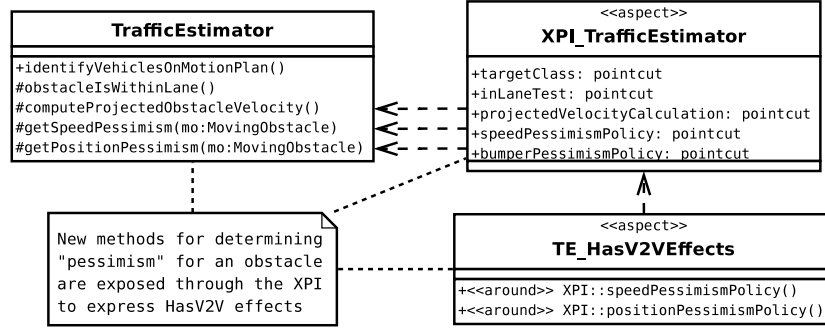 TrafficEstimator
+identifyVehiclesOnMotionPlan()
#obstacleIsWithinLane()
#computeProjectedObstacleVelocity()
#getSpeedPessimism(mo:MovingObstacle)
#getPositionPessimism(mo:MovingObstacle)
<<aspect>>
XPI_TrafficEstimator
+targetClass: pointcut
+inLaneTest: pointcut
+projectedVelocityCalculation: pointcut
+speedPessimismPolicy: pointcut
+bumperPessimismPolicy: pointcut
New methods for determining
"pessimism" for an obstacle
are exposed through the XPI
to express HasV2V effects
<<aspect>>
TE_HasV2VEffects
+<<around>> XPI::speedPessimismPolicy()
+<<around>> XPI::positionPessimismPolicy()